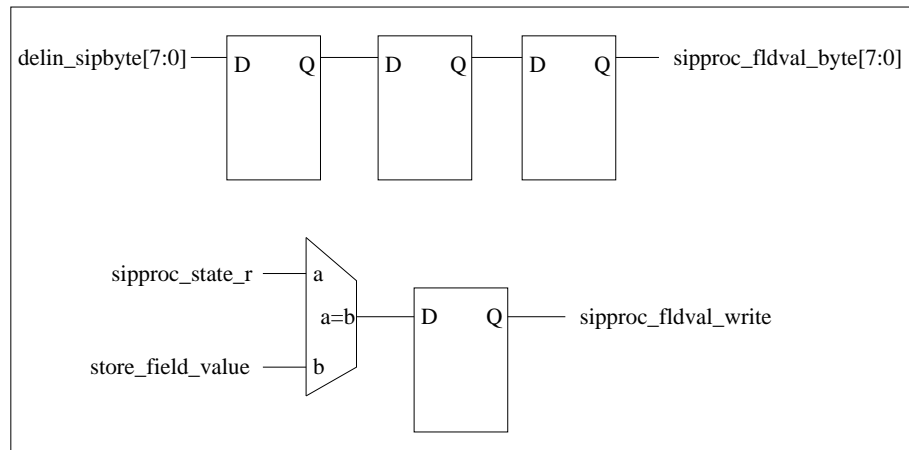 delin_sipbyte[7:0] D Q D Q D Q sipproc_fldval_byte[7:0]
sipproc_state_r a
a=b D Q sipproc_fldval_write
store_field_value b